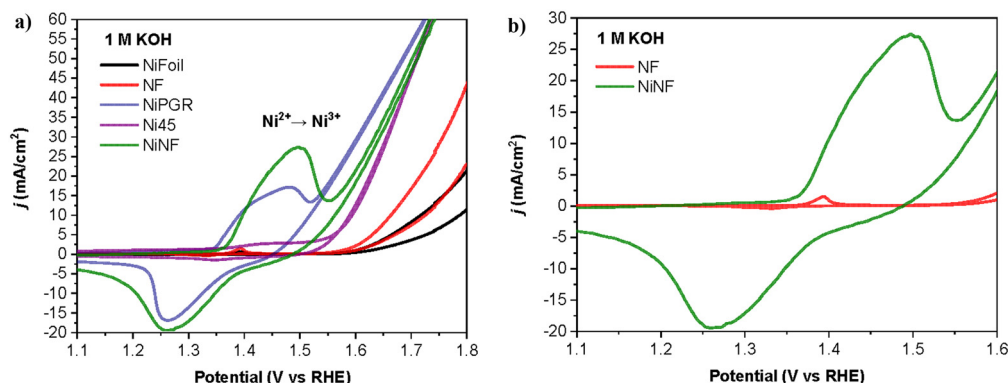 a)
1 M KOH
NiFoil
NF
NiPGR
Ni45
NiNF
Ni2+ → Ni3+
60
55
50
45
40
35
30
25
20
15
10
5
0
-5
-10
-15
-20
j (mA/cm2)
1.1 1.2 1.3 1.4 1.5 1.6 1.7 1.8
Potential (V vs RHE)
b)
1 M KOH
NF
NiNF
30
25
20
15
10
5
0
-5
-10
-15
-20
j (mA/cm2)
1.1 1.2 1.3 1.4 1.5 1.6
Potential (V vs RHE)